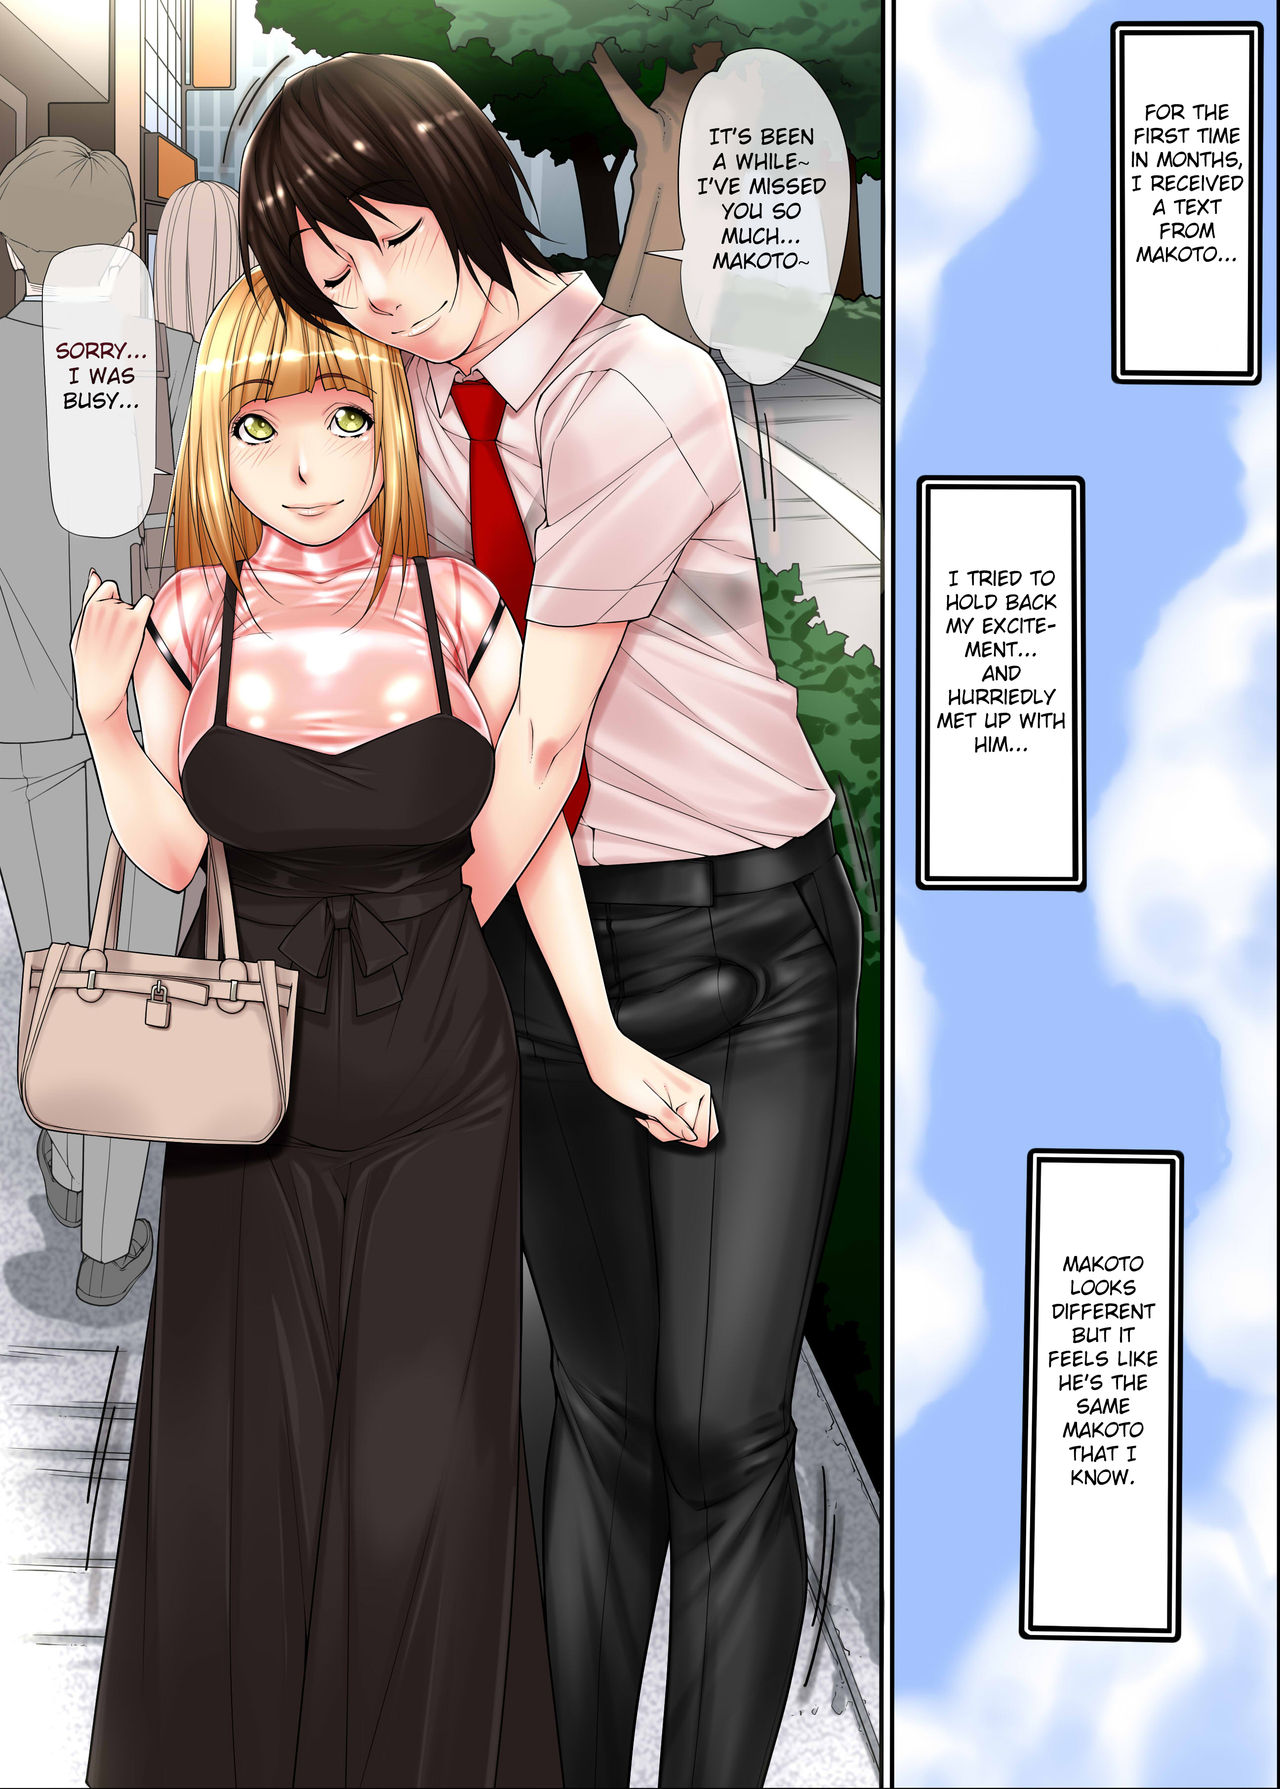 FOR THE
FIRST TIME
IN MONTHS,
I RECEIVED
A TEXT
FROM
MAKOTO...
I TRIED TO
HOLD BACK
MY EXCITE-
MENT...
AND
HURRIEDLY
MET UP WITH
HIM...
MAKOTO
LOOKS
DIFFERENT
BUT IT
FEELS LIKE
HE'S THE
SAME
MAKOTO
THAT I
KNOW.
IT'S BEEN
A WHILE~
I'VE MISSED
YOU SO
MUCH...
MAKOTO~
SORRY...
I WAS
BUSY...